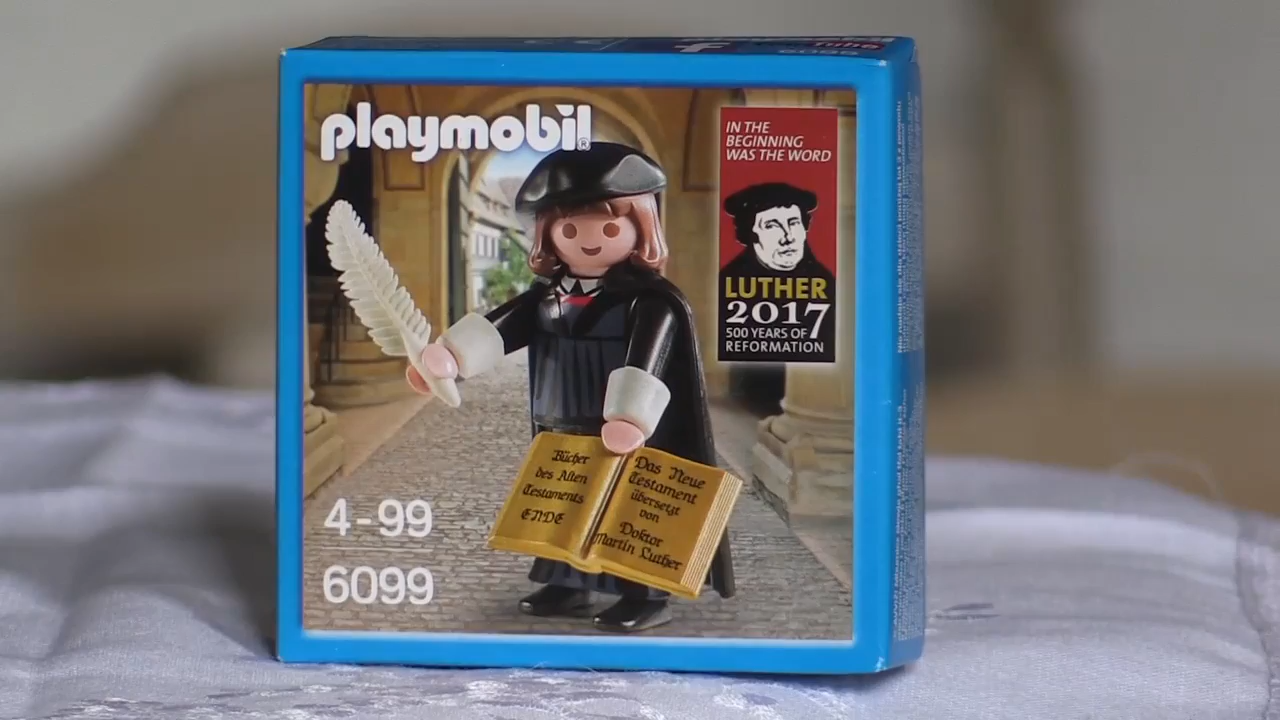 6099
playmobil
IN THE
BEGINNING
WAS THE WORD
LUTHER
2017
500 YEARS OF
REFORMATION
Bücher
des Alten
Testaments
ENDE
Das Neue
Testament
übersetzt
von
Doktor
Martin Luther
4-99
6099